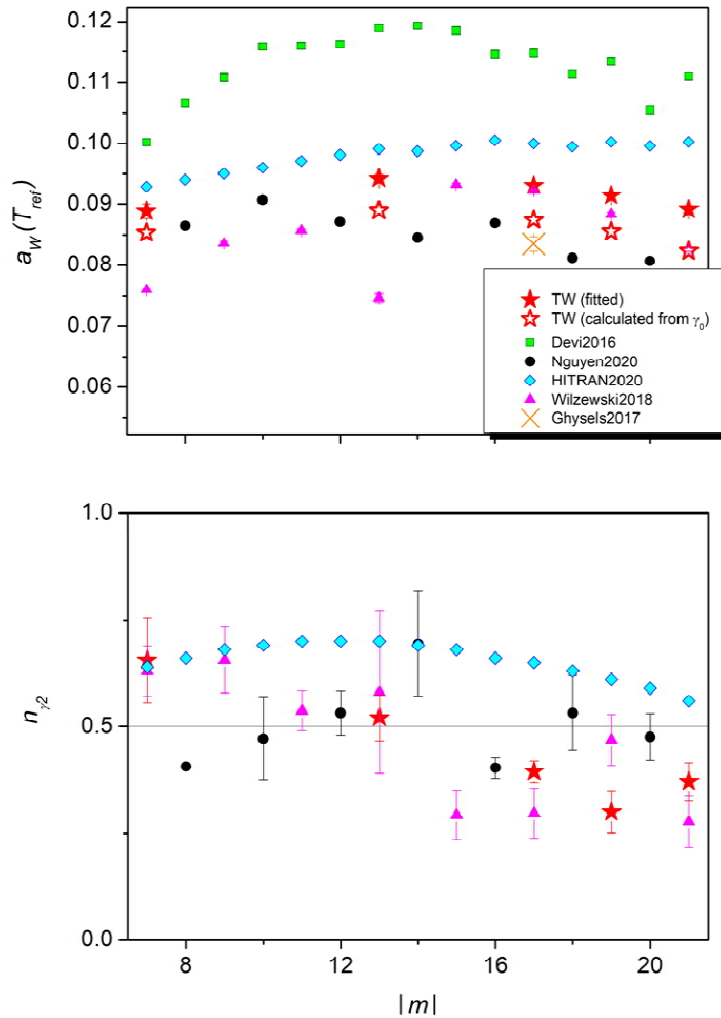 0.12
0.11
0.10
0.09
0.08
0.07
0.06
a_W(T_ref)
TW (fitted)
TW (calculated from γ₀)
Devi2016
Nguyen2020
HITRAN2020
Wilzewski2018
Ghysels2017
1.0
0.5
0.0
n_γ2
8 12 16 20
|m|